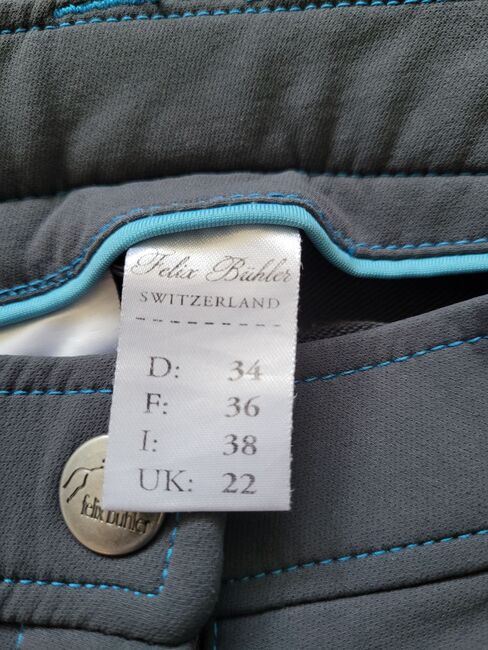 Felix Bühler
SWITZERLAND
D: 34
F: 36
I: 38
UK: 22
felix bühler